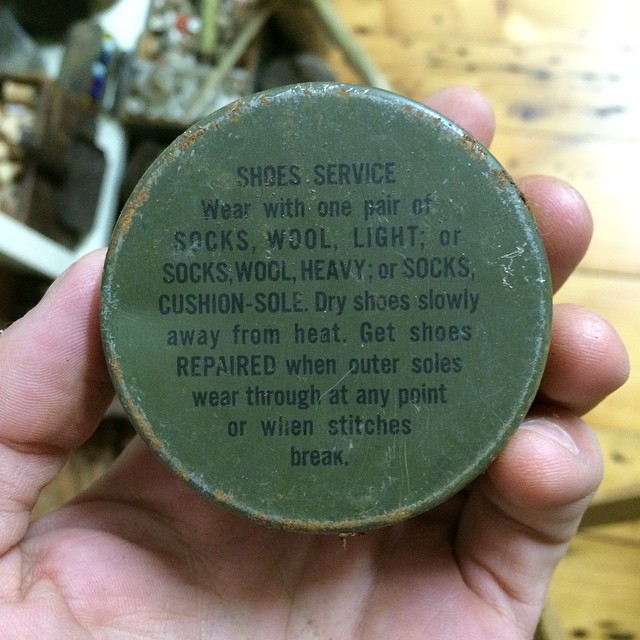 SHOES SERVICE
Wear with one pair of
SOCKS, WOOL, LIGHT; or
SOCKS, WOOL, HEAVY; or SOCKS,
CUSHION-SOLE. Dry shoes slowly
away from heat. Get shoes
REPAIRED when outer soles
wear through at any point
or when stitches
break.